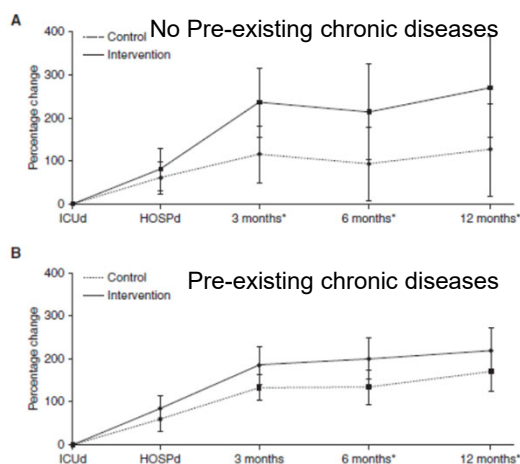 A
No Pre-existing chronic diseases
400
Control
Intervention
300
Percentage change
200
100
0
ICUd HOSPd 3 months* 6 months* 12 months*
B
400
Control
Pre-existing chronic diseases
Intervention
300
Percentage change
200
100
0
ICUd HOSPd 3 months 6 months* 12 months*